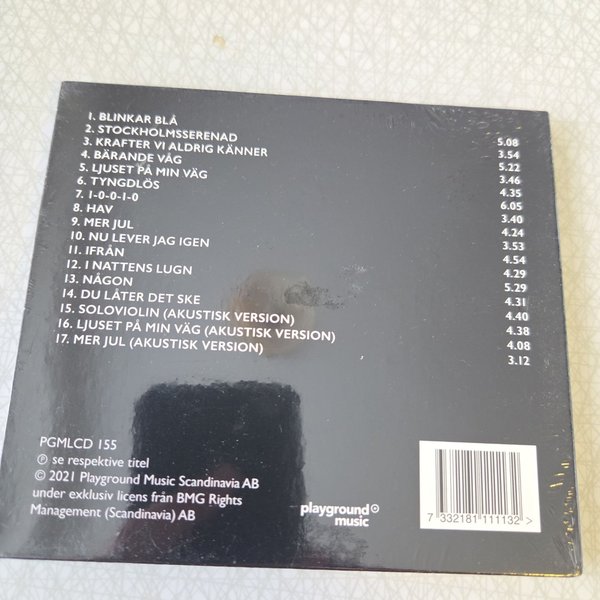 1. BLINKAR BLÅ 5.08
2. STOCKHOLMSSERENAD 3.54
3. KRAFTER VI ALDRIG KÄNNER 5.22
4. BÄRANDE VÅG 3.46
5. LJUSET PÅ MIN VÄG 4.35
6. TYNGDLÖS 6.05
7. 1-0-0-1-0 3.40
8. HAV 4.24
9. MER JUL 3.53
10. NU LEVER JAG IGEN 4.54
11. IFRÅN 4.29
12. I NATTENS LUGN 5.29
13. NÅGON 4.31
14. DU LÅTER DET SKE 4.40
15. SOLOVIOLIN (AKUSTISK VERSION) 4.38
16. LJUSET PÅ MIN VÄG (AKUSTISK VERSION) 4.08
17. MER JUL (AKUSTISK VERSION) 3.12
PGMLCD 155
℗ se respektive titel
© 2021 Playground Music Scandinavia AB
under exklusiv licens från BMG Rights
Management (Scandinavia) AB
playground
music
7 332181 111132 >